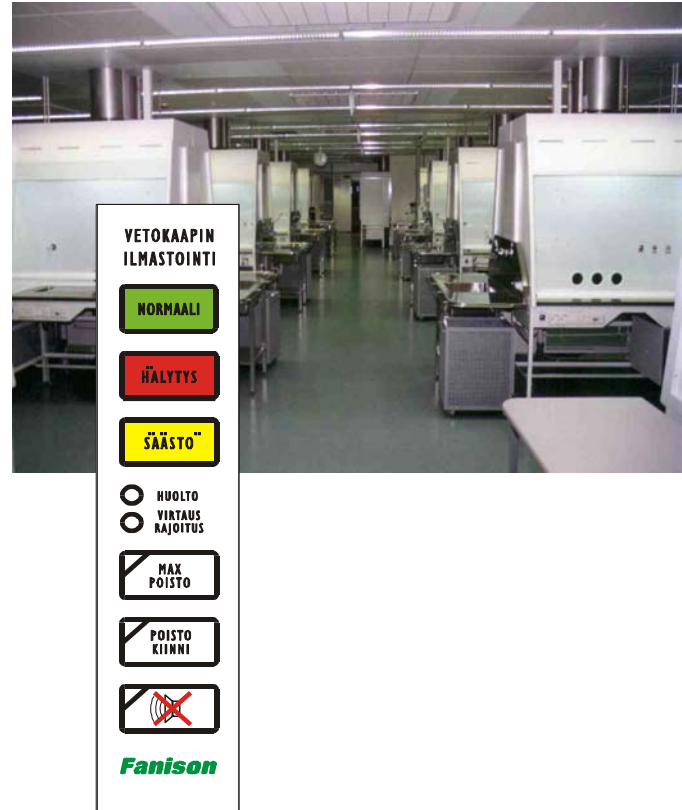 VETOKAAPIN
ILMASTOINTI
NORMAALI
HÄLYTYS
SÄÄSTÖ
HUOLTO
VIRTAUS
RAJOITUS
MAX
POISTO
POISTO
KIINNI
Fanison